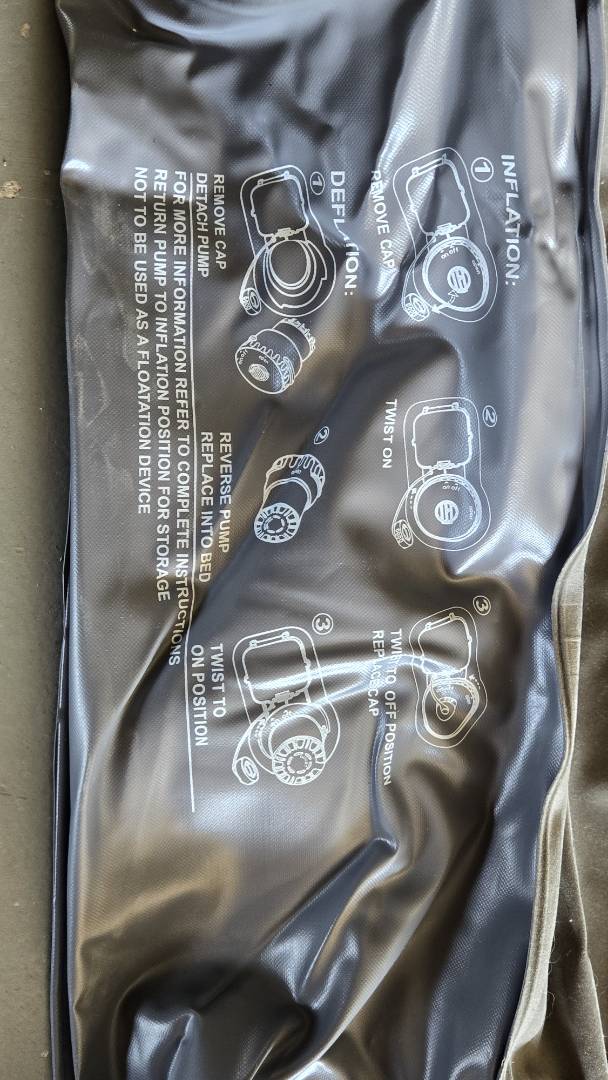 INFLATION:
1
REMOVE CAP
2
TWIST ON
3
TWIST TO OFF POSITION
REPLACE CAP
DEFLATION:
1
REMOVE CAP
DETACH PUMP
2
REVERSE PUMP
REPLACE INTO BED
3
TWIST TO
ON POSITION
FOR MORE INFORMATION REFER TO COMPLETE INSTRUCTIONS
RETURN PUMP TO INFLATION POSITION FOR STORAGE
NOT TO BE USED AS A FLOATATION DEVICE